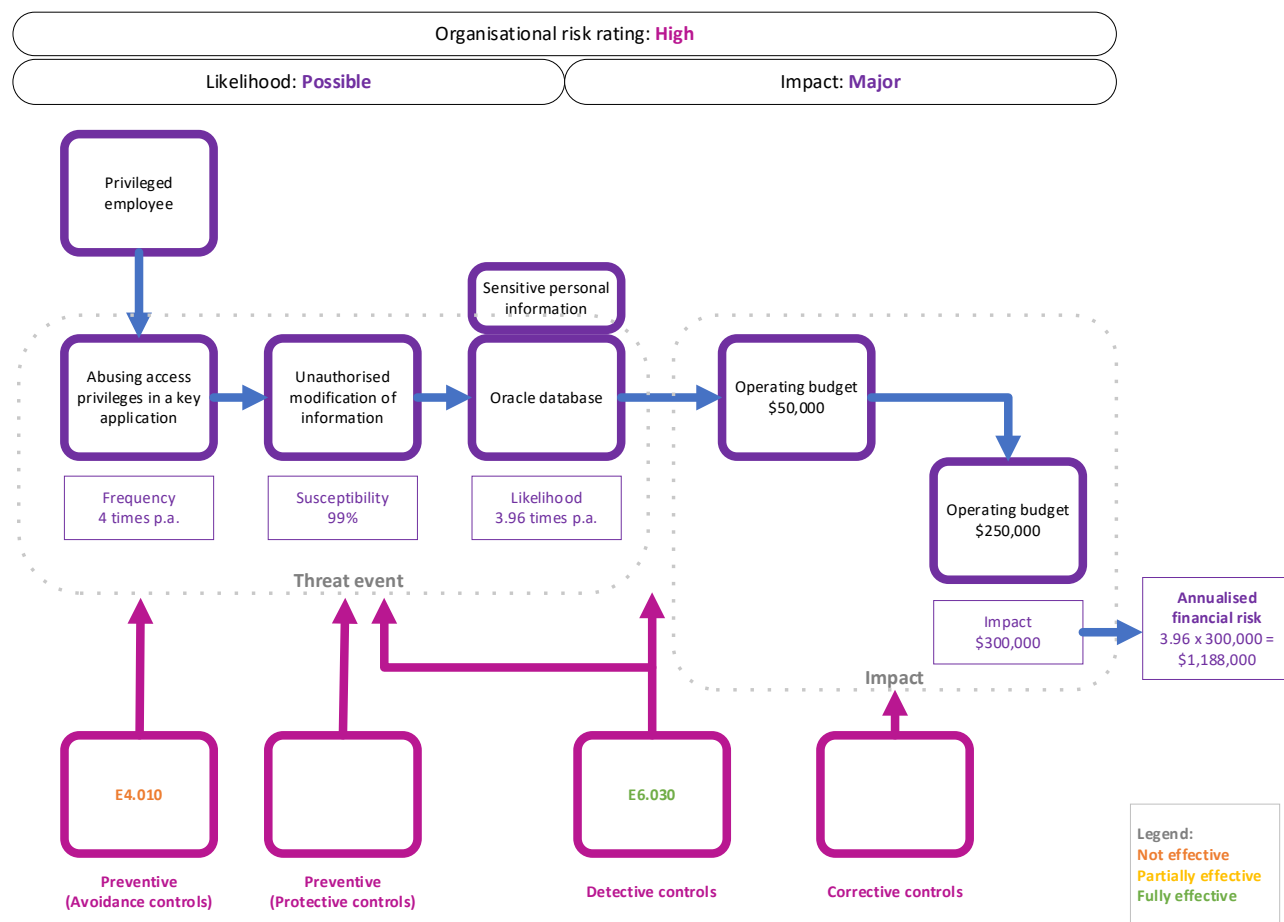 Organisational risk rating: High
Likelihood: Possible
Impact: Major
Privileged
employee
Sensitive personal
information
Abusing access
privileges in a key
application
Unauthorised
modification of
information
Oracle database
Operating budget
$50,000
Operating budget
$250,000
Frequency
4 times p.a.
Susceptibility
99%
Likelihood
3.96 times p.a.
Threat event
Impact
$300,000
Annualised
financial risk
3.96 x 300,000 =
$1,188,000
Impact
E4.010
E6.030
Preventive
(Avoidance controls)
Preventive
(Protective controls)
Detective controls
Corrective controls
Legend:
Not effective
Partially effective
Fully effective